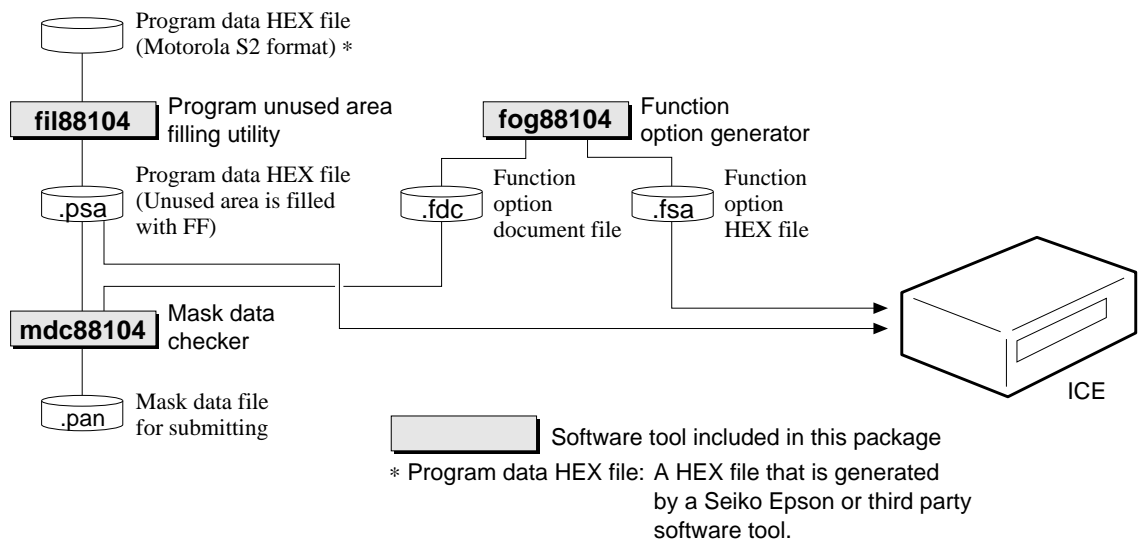 Program data HEX file
(Motorola S2 format) *
fil88104
Program unused area
filling utility
fog88104
Function
option generator
Program data HEX file
(Unused area is filled
with FF)
.psa
.fdc
Function
option
document file
.fsa
Function
option
HEX file
mdc88104
Mask data
checker
ICE
.pan
Mask data file
for submitting
Software tool included in this package
* Program data HEX file: A HEX file that is generated
by a Seiko Epson or third party
software tool.